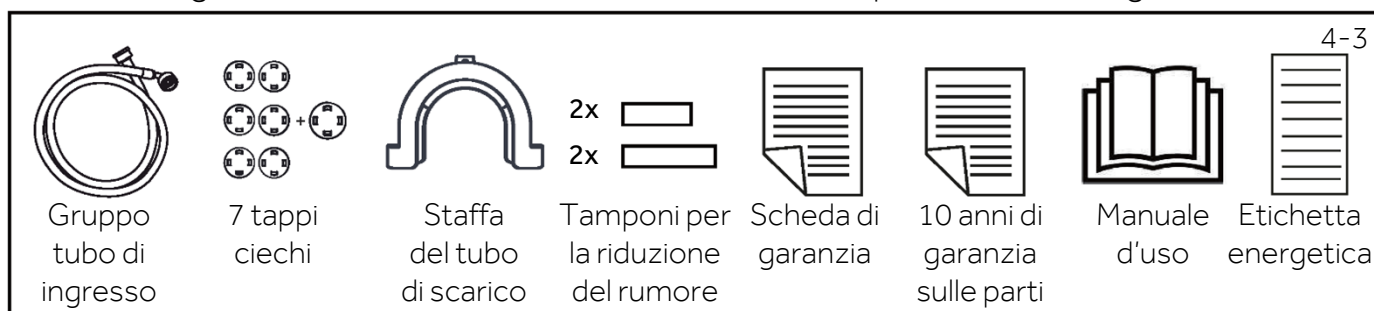 4-3
+
2x
2x
Gruppo
tubo di
ingresso
7 tappi
ciechi
Staffa
del tubo
di scarico
Tamponi per
la riduzione
del rumore
Scheda di
garanzia
10 anni di
garanzia
sulle parti
Manuale
d'uso
Etichetta
energetica